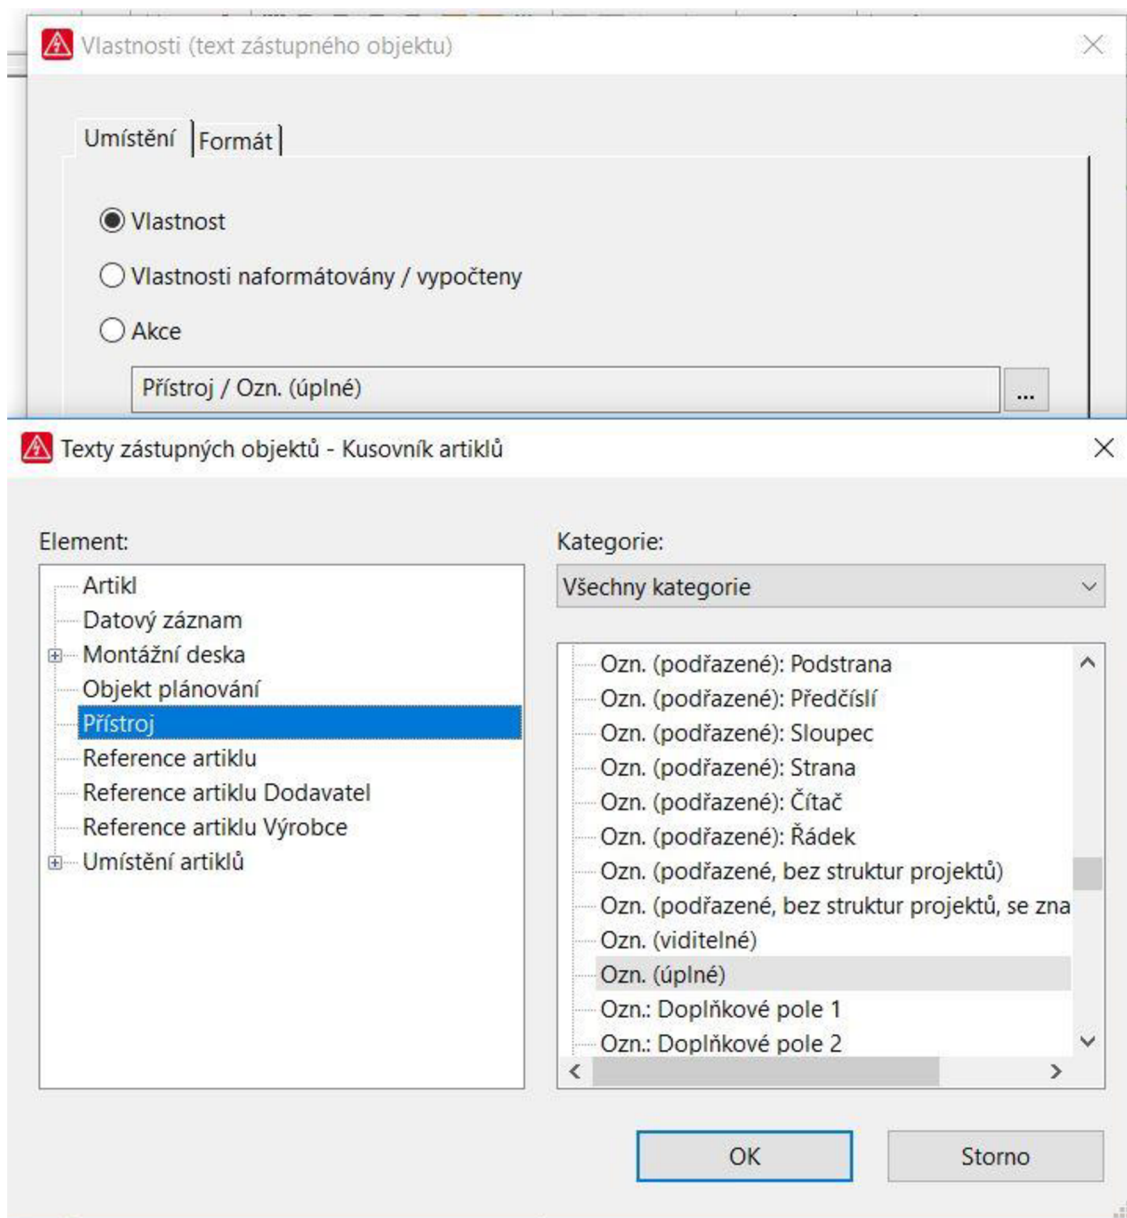 Vlastnosti (text zástupného objektu)
Umístění
Formát
Vlastnost
Vlastnosti naformátovány / vypočteny
Akce
Přístroj / Ozn. (úplné)
...
Texty zástupných objektů - Kusovník artiklů
Element:
Artikl
Datový záznam
Montážní deska
Objekt plánování
Přístroj
Reference artiklu
Reference artiklu Dodavatel
Reference artiklu Výrobce
Umístění artiklů
Kategorie:
Všechny kategorie
Ozn. (podřazené): Podstrana
Ozn. (podřazené): Předčíslí
Ozn. (podřazené): Sloupec
Ozn. (podřazené): Strana
Ozn. (podřazené): Čítač
Ozn. (podřazené): Řádek
Ozn. (podřazené, bez struktur projektů)
Ozn. (podřazené, bez struktur projektů, se zna
Ozn. (viditelné)
Ozn. (úplné)
Ozn.: Doplňkové pole 1
Ozn.: Doplňkové pole 2
OK
Storno